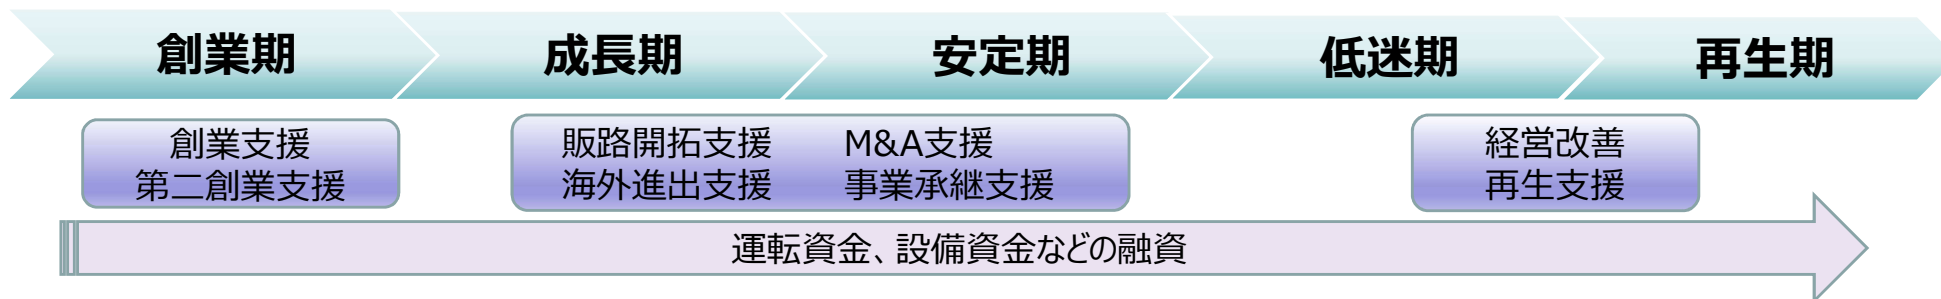 創業期
成長期
安定期
低迷期
再生期
創業支援
第二創業支援
販路開拓支援 M&A支援
海外進出支援 事業承継支援
経営改善
再生支援
運転資金、設備資金などの融資